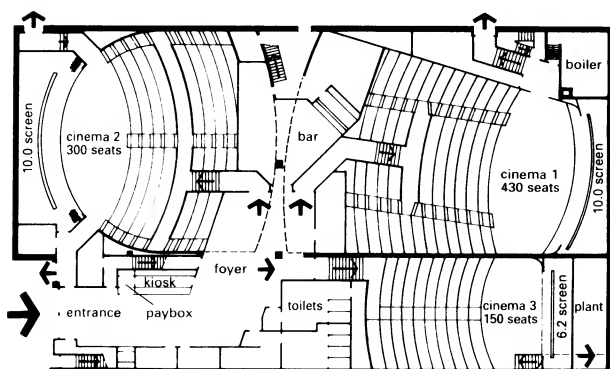 boiler
10.0 screen
cinema 2
300 seats
bar
cinema 1
430 seats
10.0 screen
foyer
kiosk
entrance
paybox
toilets
cinema 3
150 seats
6.2 screen
plant